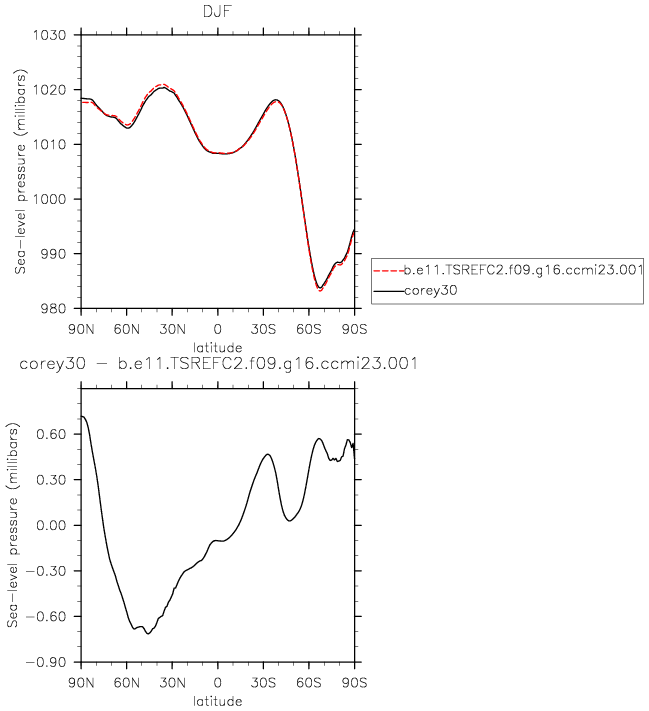 DJF
1030
1020
1010
1000
990
980
Sea-level pressure (millibars)
90N 60N 30N 0 30S 60S 90S
latitude
b.e11.TSREFC2.f09.g16.ccmi23.001
corey30
corey30 - b.e11.TSREFC2.f09.g16.ccmi23.001
0.60
0.30
0.00
-0.30
-0.60
-0.90
Sea-level pressure (millibars)
90N 60N 30N 0 30S 60S 90S
latitude